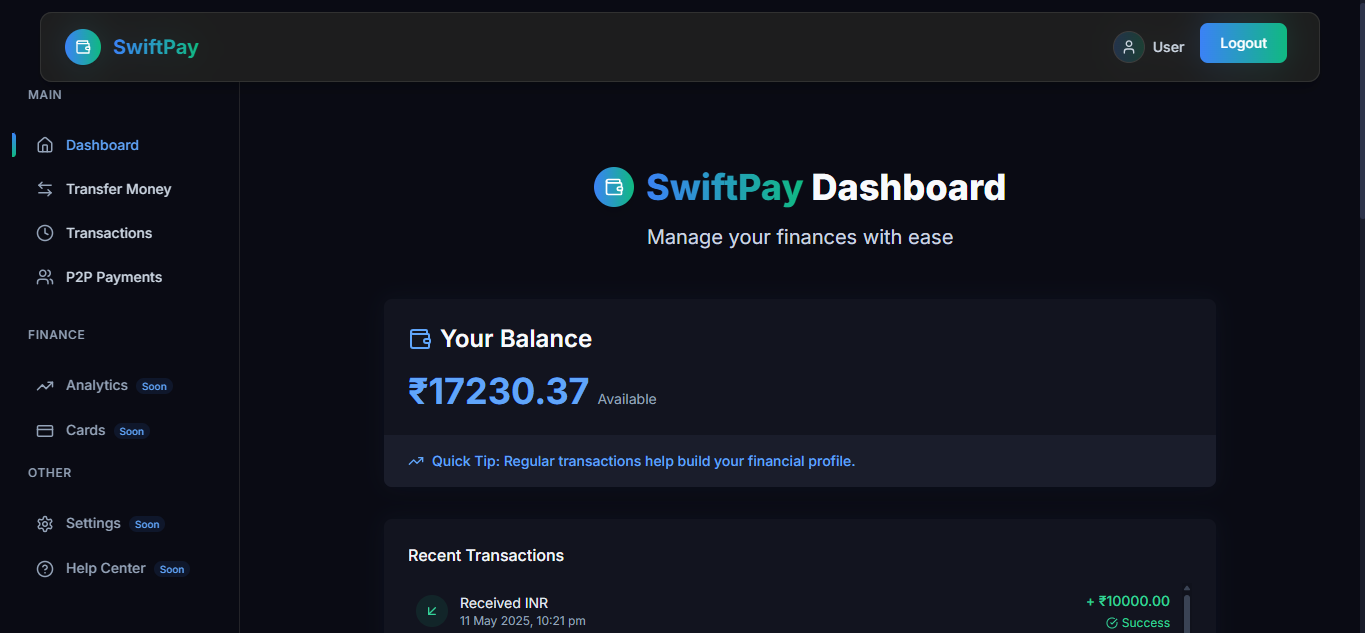 SwiftPay
User
Logout
MAIN
Dashboard
Transfer Money
Transactions
P2P Payments
FINANCE
Analytics Soon
Cards Soon
OTHER
Settings Soon
Help Center Soon
SwiftPay Dashboard
Manage your finances with ease
Your Balance
₹17230.37 Available
Quick Tip: Regular transactions help build your financial profile.
Recent Transactions
Received INR
+ ₹10000.00
11 May 2025, 10:21 pm
Success